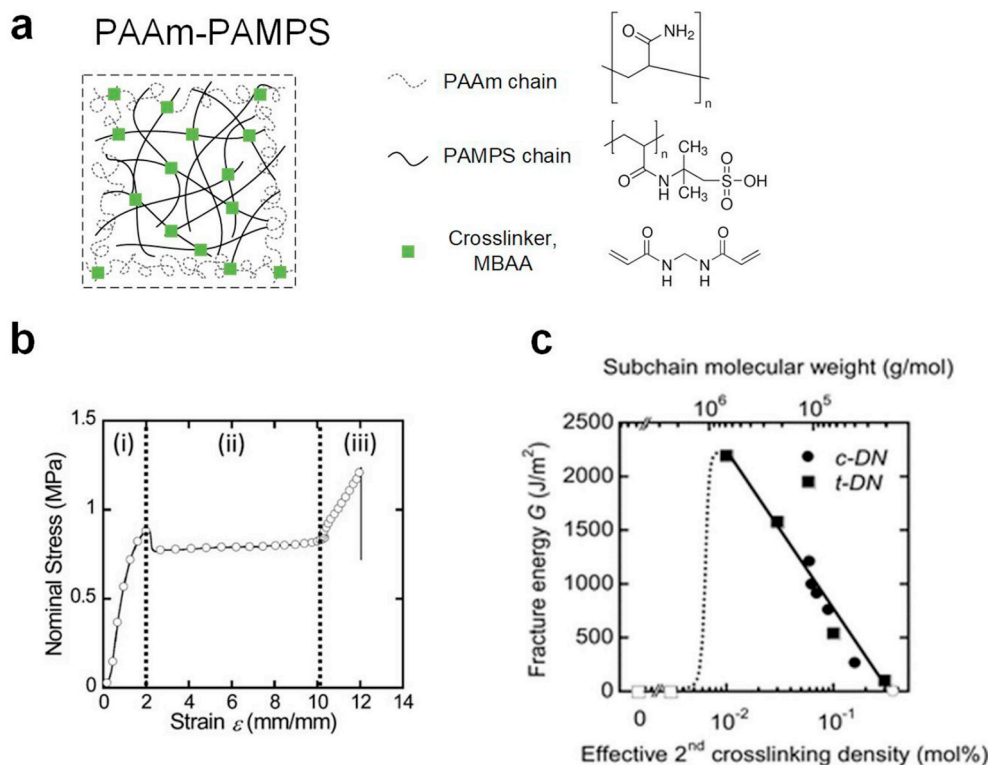 a
PAAm-PAMPS
PAAm chain
O
NH2
n
PAMPS chain
n
O
N
H
CH3
CH3
O
S
OH
O
Crosslinker,
MBAA
O
O
N
H
N
H
b
Nominal Stress (MPa)
1.5
1
0.5
0
(i)
(ii)
(iii)
0 2 4 6 8 10 12 14
Strain ε (mm/mm)
c
Subchain molecular weight (g/mol)
10^6
10^5
Fracture energy G (J/m²)
2500
2000
1500
1000
500
0
c-DN
t-DN
0
10^-2
10^-1
Effective 2nd crosslinking density (mol%)